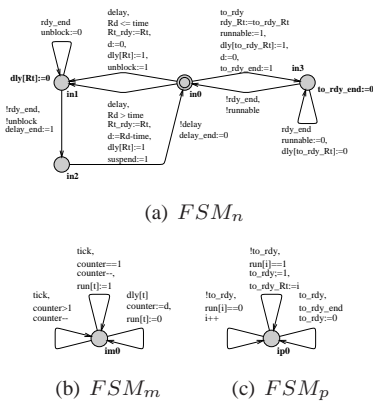 rdy_end
unblock:=0
delay,
Rd <= time
Rt_rdy:=Rt,
d:=0,
dly[Rt]:=1,
unblock:=1
to_rdy
rdy_Rt:=to_rdy_Rt
runnable:=1,
dly[to_rdy_Rt]:=1,
d:=0,
to_rdy_end:=1
dly[Rt]:=0
in1
in0
in3
to_rdy_end:=0
!rdy_end,
!unblock
delay_end:=1
delay,
Rd > time
Rt_rdy:=Rt,
d:=Rd-time,
dly[Rt]:=1
suspend:=1
!delay
delay_end:=0
!rdy_end,
!runnable
rdy_end
runnable:=0,
dly[to_rdy_Rt]:=0
in2
(a) FSM_n
tick,
counter==1
counter--,
run[t]:=1
tick,
counter>1
counter--
dly[t]
counter:=d,
run[t]:=0
im0
(b) FSM_m
!to_rdy,
run[i]==1
to_rdy;=1,
to_rdy_Rt:=i
!to_rdy,
run[i]==0
i++
to_rdy,
to_rdy_end
to_rdy:=0
ip0
(c) FSM_p